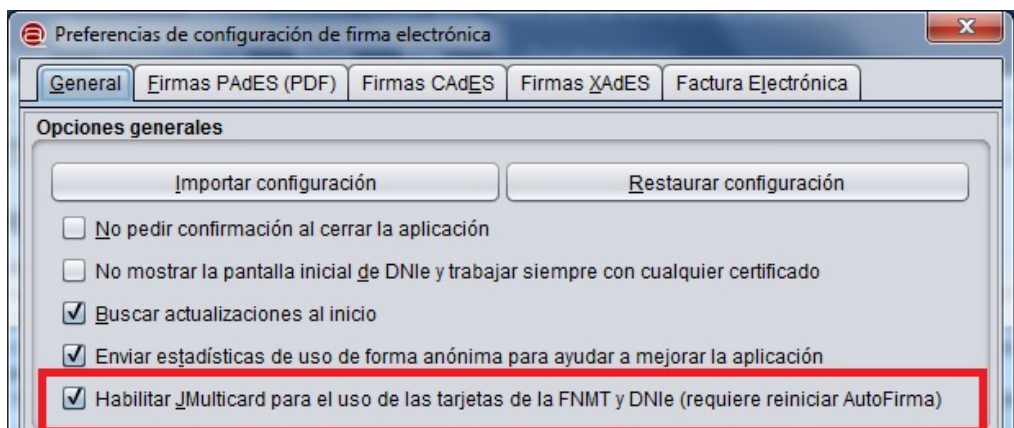 Preferencias de configuración de firma electrónica
General Firmas PAdES (PDF) Firmas CAdES Firmas XAdES Factura Electrónica
Opciones generales
Importar configuración Restaurar configuración
No pedir confirmación al cerrar la aplicación
No mostrar la pantalla inicial de DNIe y trabajar siempre con cualquier certificado
Buscar actualizaciones al inicio
Enviar estadísticas de uso de forma anónima para ayudar a mejorar la aplicación
Habilitar JMulticard para el uso de las tarjetas de la FNMT y DNIe (requiere reiniciar AutoFirma)